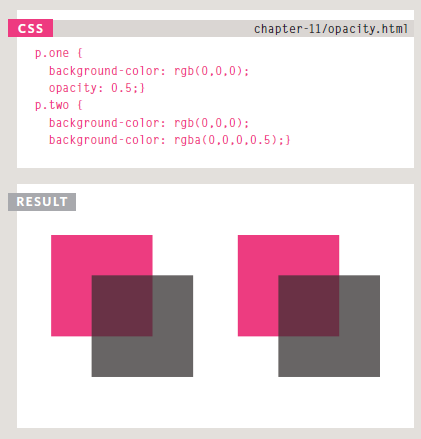 CSS
chapter-11/opacity.html
p.one {
  background-color: rgb(0,0,0);
  opacity: 0.5;}
p.two {
  background-color: rgb(0,0,0);
  background-color: rgba(0,0,0,0.5);}
RESULT